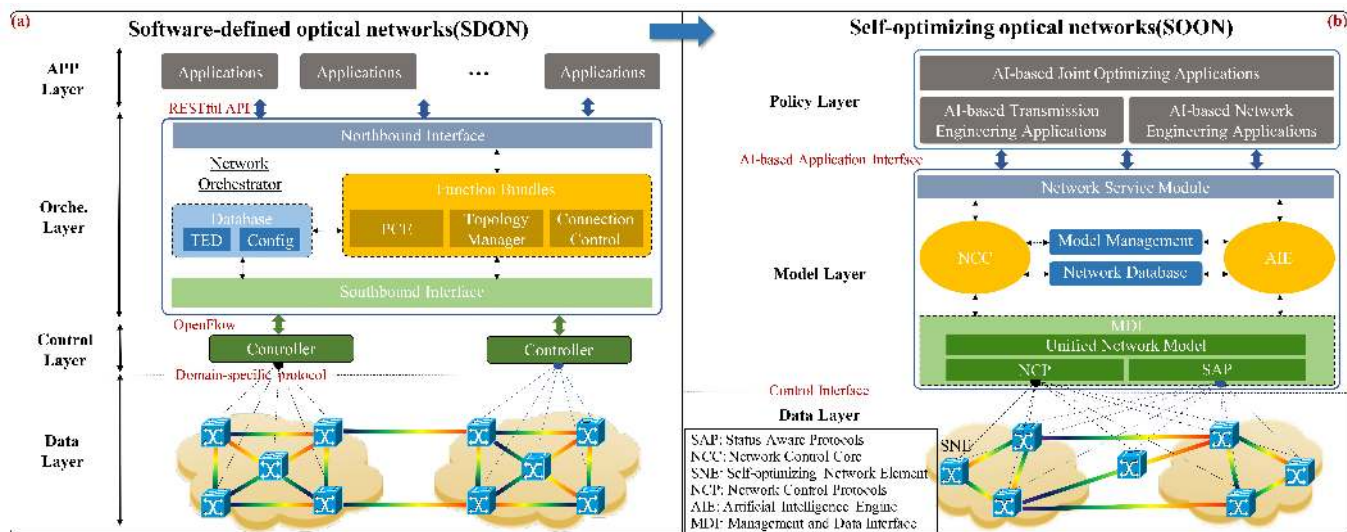 (a)
Software-defined optical networks(SDON)
APP
Layer
Applications
Applications
...
Applications
RESTful API
Northbound Interface
Network
Orchestrator
Orche.
Layer
Database
TED
Config
Function Bundles
PCE
Topology
Manager
Connection
Control
Southbound Interface
OpenFlow
Control
Layer
Controller
Controller
Domain-specific protocol
Data
Layer
(b)
Self-optimizing optical networks(SOON)
Policy Layer
AI-based Joint Optimizing Applications
AI-based Transmission
Engineering Applications
AI-based Network
Engineering Applications
AI-based Application Interface
Network Service Module
Model Layer
NCC
Model Management
Network Database
AIE
MDI
Unified Network Model
NCP
SAP
Control Interface
Data Layer
SNE
SAP: Status Aware Protocols
NCC: Network Control Core
SNE: Self-optimizing Network Element
NCP: Network Control Protocols
AIE: Artificial Intelligence Engine
MDI: Management and Data Interface